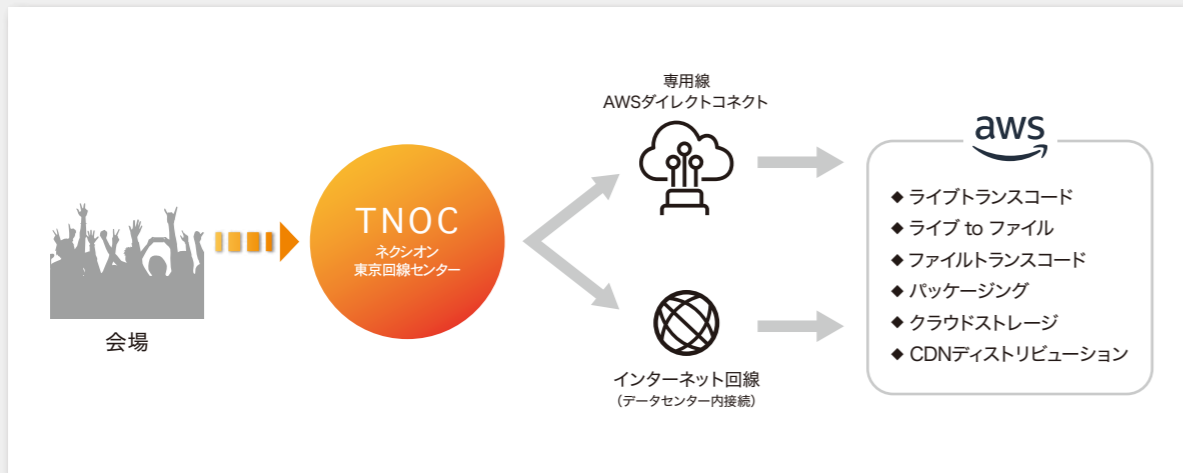 会場
TNOC
ネクシオン
東京回線センター
専用線
AWSダイレクトコネクト
インターネット回線
（データセンター内接続）
aws
◆ ライブトランスコード
◆ ライブ to ファイル
◆ ファイルトランスコード
◆ パッケージング
◆ クラウドストレージ
◆ CDNディストリビューション